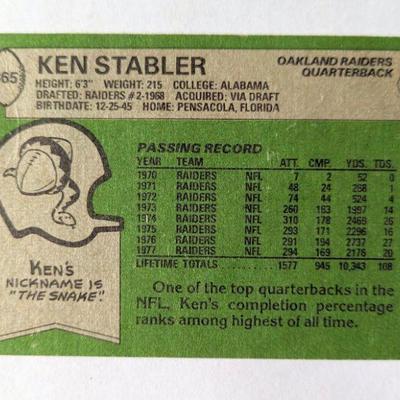 65
KEN STABLER
OAKLAND RAIDERS
QUARTERBACK
HEIGHT: 6'3" WEIGHT: 215 COLLEGE: ALABAMA
DRAFTED: RAIDERS #2-1968 ACQUIRED: VIA DRAFT
BIRTHDATE: 12-25-45 HOME: PENSACOLA, FLORIDA
PASSING RECORD
YEAR TEAM ATT. CMP. YDS. TDS
1970 RAIDERS NFL 7 2 52 0
1971 RAIDERS NFL 48 24 268 1
1972 RAIDERS NFL 74 44 524 4
1973 RAIDERS NFL 260 163 1997 14
1974 RAIDERS NFL 310 178 2469 26
1975 RAIDERS NFL 293 171 2296 16
1976 RAIDERS NFL 291 194 2737 27
1977 RAIDERS NFL 294 169 2176 20
LIFETIME TOTALS 1577 945 10,343 108
KEN'S
NICKNAME IS
"THE SNAKE."
One of the top quarterbacks in the
NFL, Ken's completion percentage
ranks among highest of all time.